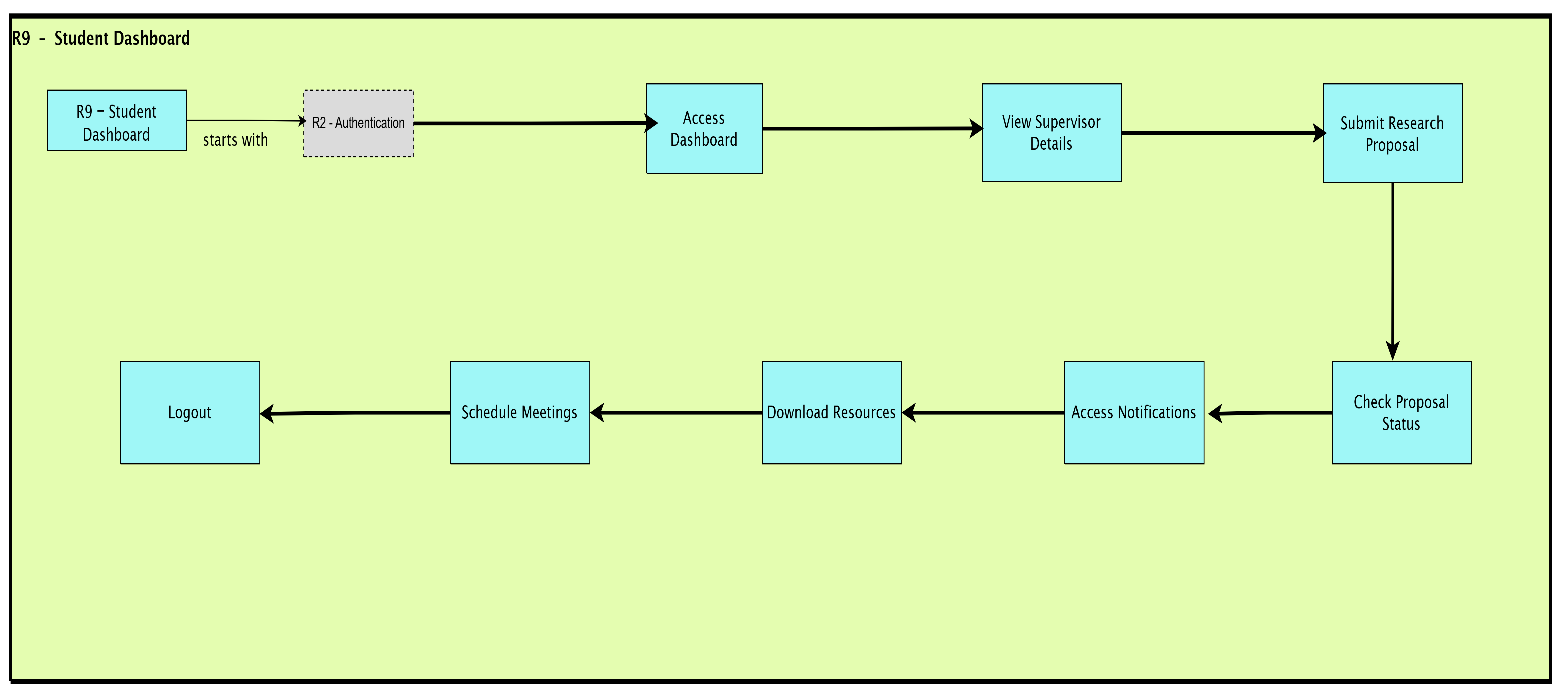 R9 - Student Dashboard
R9 – Student
Dashboard
starts with
R2 - Authentication
Access
Dashboard
View Supervisor
Details
Submit Research
Proposal
Logout
Schedule Meetings
Download Resources
Access Notifications
Check Proposal
Status